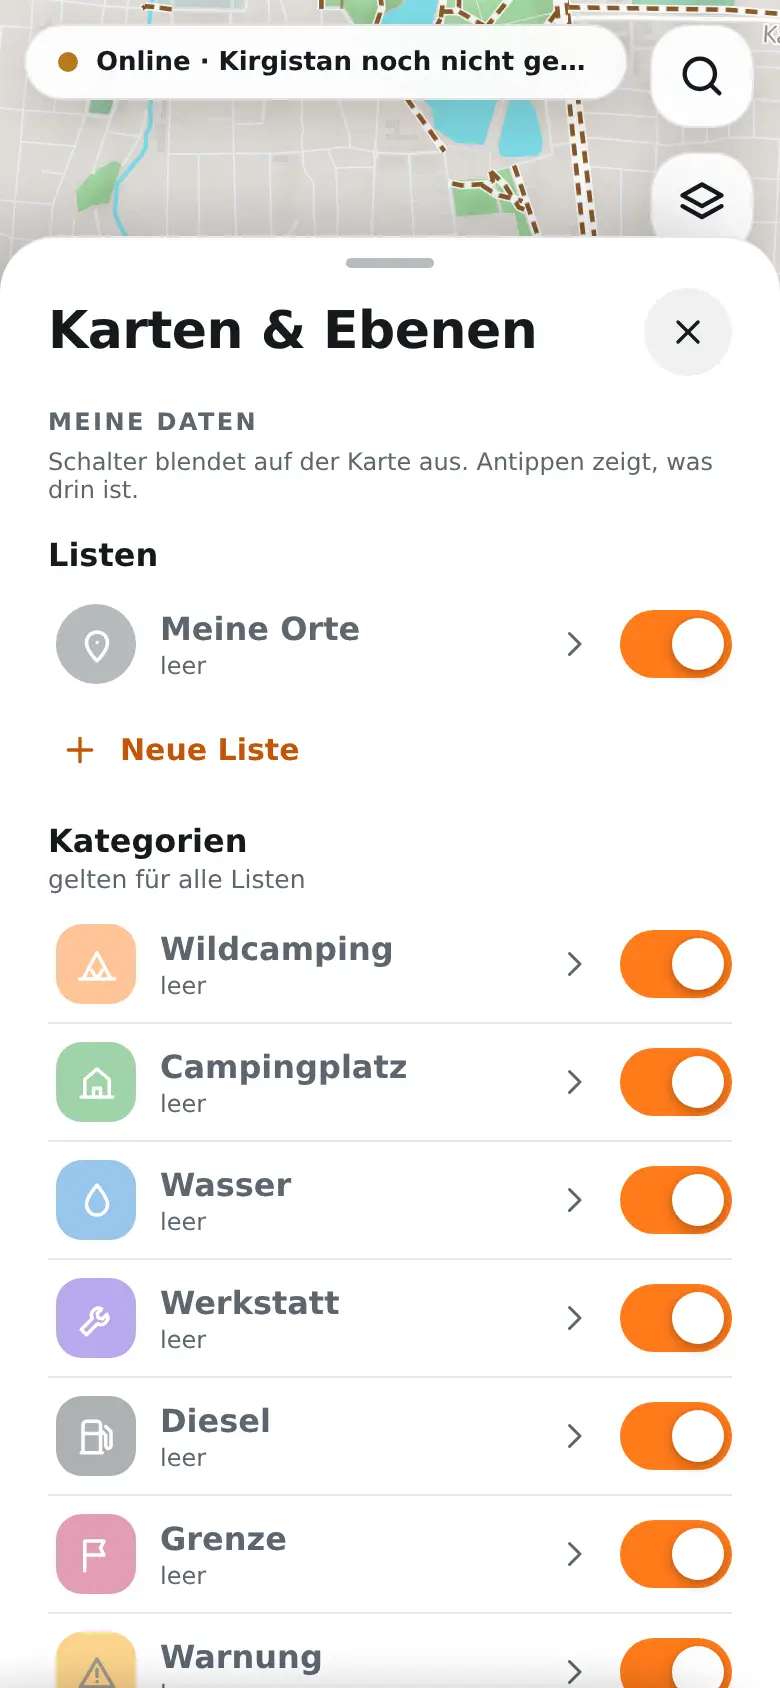 Online · Kirgistan noch nicht ge…
Karten & Ebenen
MEINE DATEN
Schalter blendet auf der Karte aus. Antippen zeigt, was
drin ist.
Listen
Meine Orte
leer
Neue Liste
Kategorien
gelten für alle Listen
Wildcamping
leer
Campingplatz
leer
Wasser
leer
Werkstatt
leer
Diesel
leer
Grenze
leer
Warnung